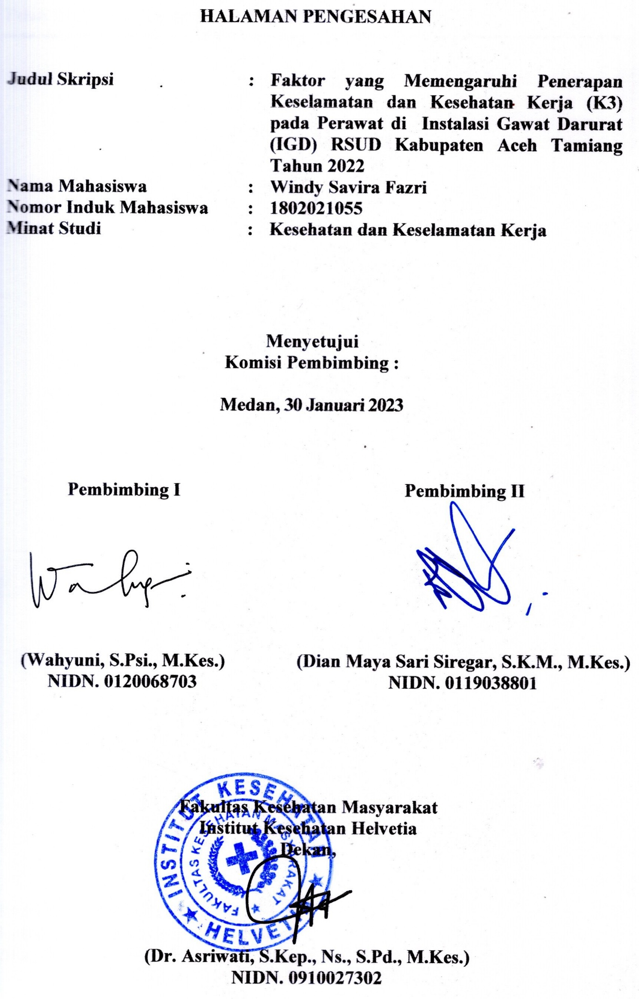 HALAMAN PENGESAHAN
Judul Skripsi : Faktor yang Memengaruhi Penerapan
Keselamatan dan Kesehatan Kerja (K3)
pada Perawat di Instalasi Gawat Darurat
(IGD) RSUD Kabupaten Aceh Tamiang
Tahun 2022
Nama Mahasiswa : Windy Savira Fazri
Nomor Induk Mahasiswa : 1802021055
Minat Studi : Kesehatan dan Keselamatan Kerja
Menyetujui
Komisi Pembimbing :
Medan, 30 Januari 2023
Pembimbing I
Pembimbing II
Wahyuni
(Wahyuni, S.Psi., M.Kes.)
NIDN. 0120068703
(Dian Maya Sari Siregar, S.K.M., M.Kes.)
NIDN. 0119038801
INSTITUT KESEHATAN
HELVETIA
FAKULTAS KESEHATAN MASYARAKAT
Fakultas Kesehatan Masyarakat
Institut Kesehatan Helvetia
Dekan,
(Dr. Asriwati, S.Kep., Ns., S.Pd., M.Kes.)
NIDN. 0910027302